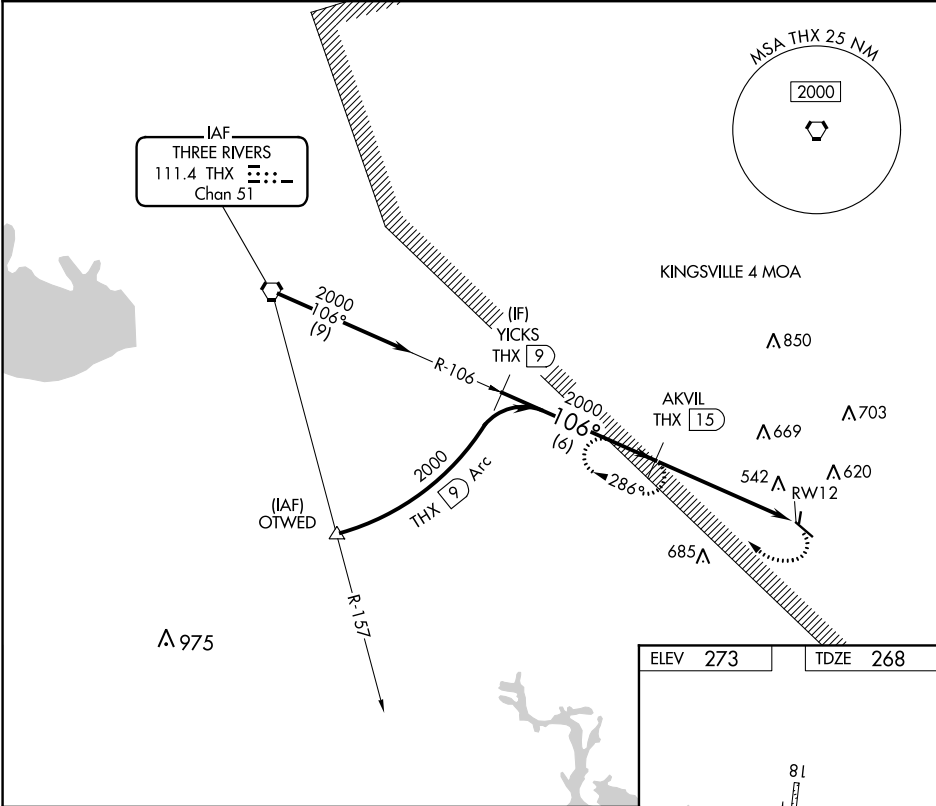 MSA THX 25 NM
2000
IAF
THREE RIVERS
111.4 THX
Chan 51
KINGSVILLE 4 MOA
2000
106°
(9)
R-106
(IF)
YICKS
THX 9
850
2000
106°
(6)
AKVIL
THX 15
703
669
2000
THX 9 Arc
286°
542
620
RW12
(IAF)
OTWED
685
R-157
975
ELEV 273
TDZE 268
18